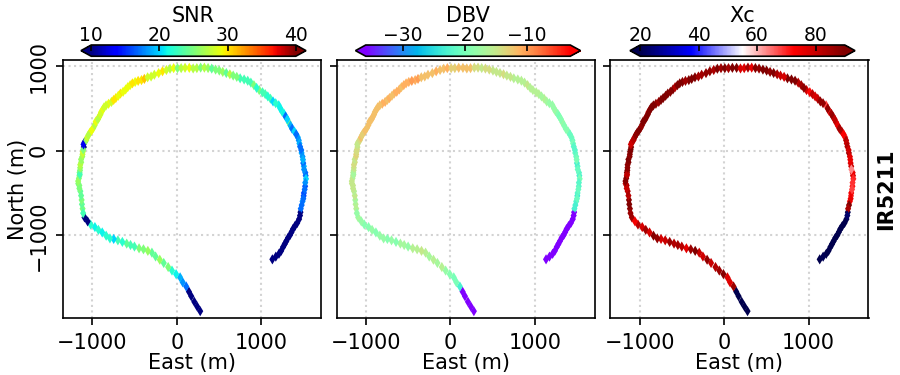 SNR DBV Xc
10 20 30 40 −30 −20 −10 20 40 60 80
1000
0
−1000
North (m)
IR5211
−1000 0 1000 −1000 0 1000 −1000 0 1000
East (m) East (m) East (m)